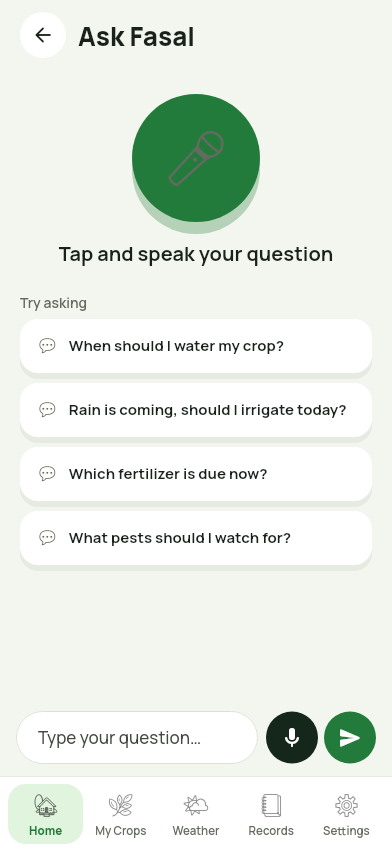 Ask Fasal
Tap and speak your question
Try asking
When should I water my crop?
Rain is coming, should I irrigate today?
Which fertilizer is due now?
What pests should I watch for?
Type your question...
Home
My Crops
Weather
Records
Settings